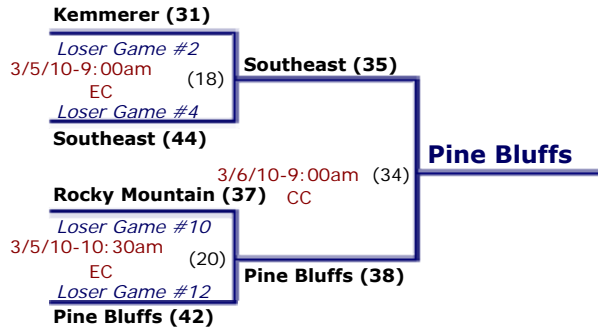 Kemmerer (31)
Loser Game #2
3/5/10-9:00am
(18)
EC
Loser Game #4
Southeast (44)
Southeast (35)
3/6/10-9:00am
(34)
CC
Pine Bluffs
Rocky Mountain (37)
Loser Game #10
3/5/10-10:30am
(20)
EC
Loser Game #12
Pine Bluffs (42)
Pine Bluffs (38)